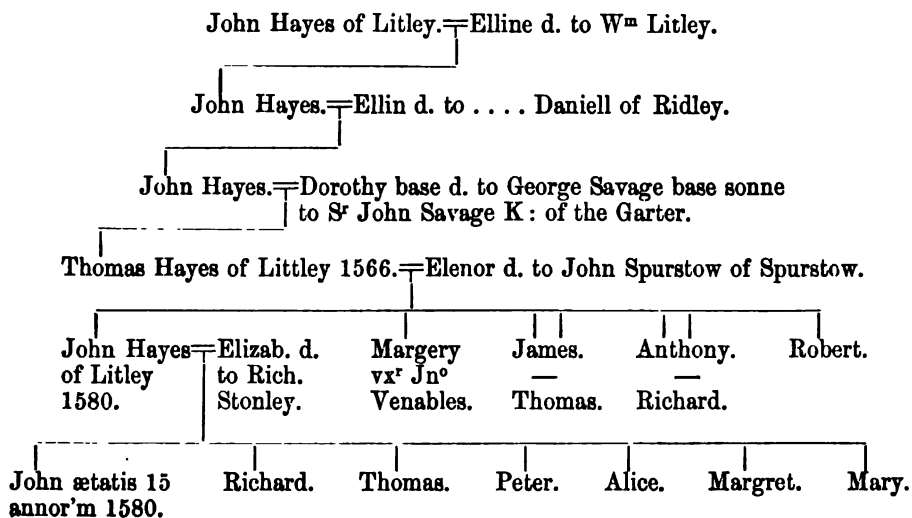 John Hayes of Litley.=Elline d. to Wᵐ Litley.
John Hayes.=Ellin d. to .... Daniell of Ridley.
John Hayes.=Dorothy base d. to George Savage base sonne
to Sʳ John Savage K: of the Garter.
Thomas Hayes of Littley 1566.=Elenor d. to John Spurstow of Spurstow.
John Hayes=Elizab. d. Margery James. Anthony. Robert.
of Litley to Rich. vxʳ Jnᵒ — —
1580. Stonley. Venables. Thomas. Richard.
John ætatis 15 Richard. Thomas. Peter. Alice. Margret. Mary.
annor'm 1580.